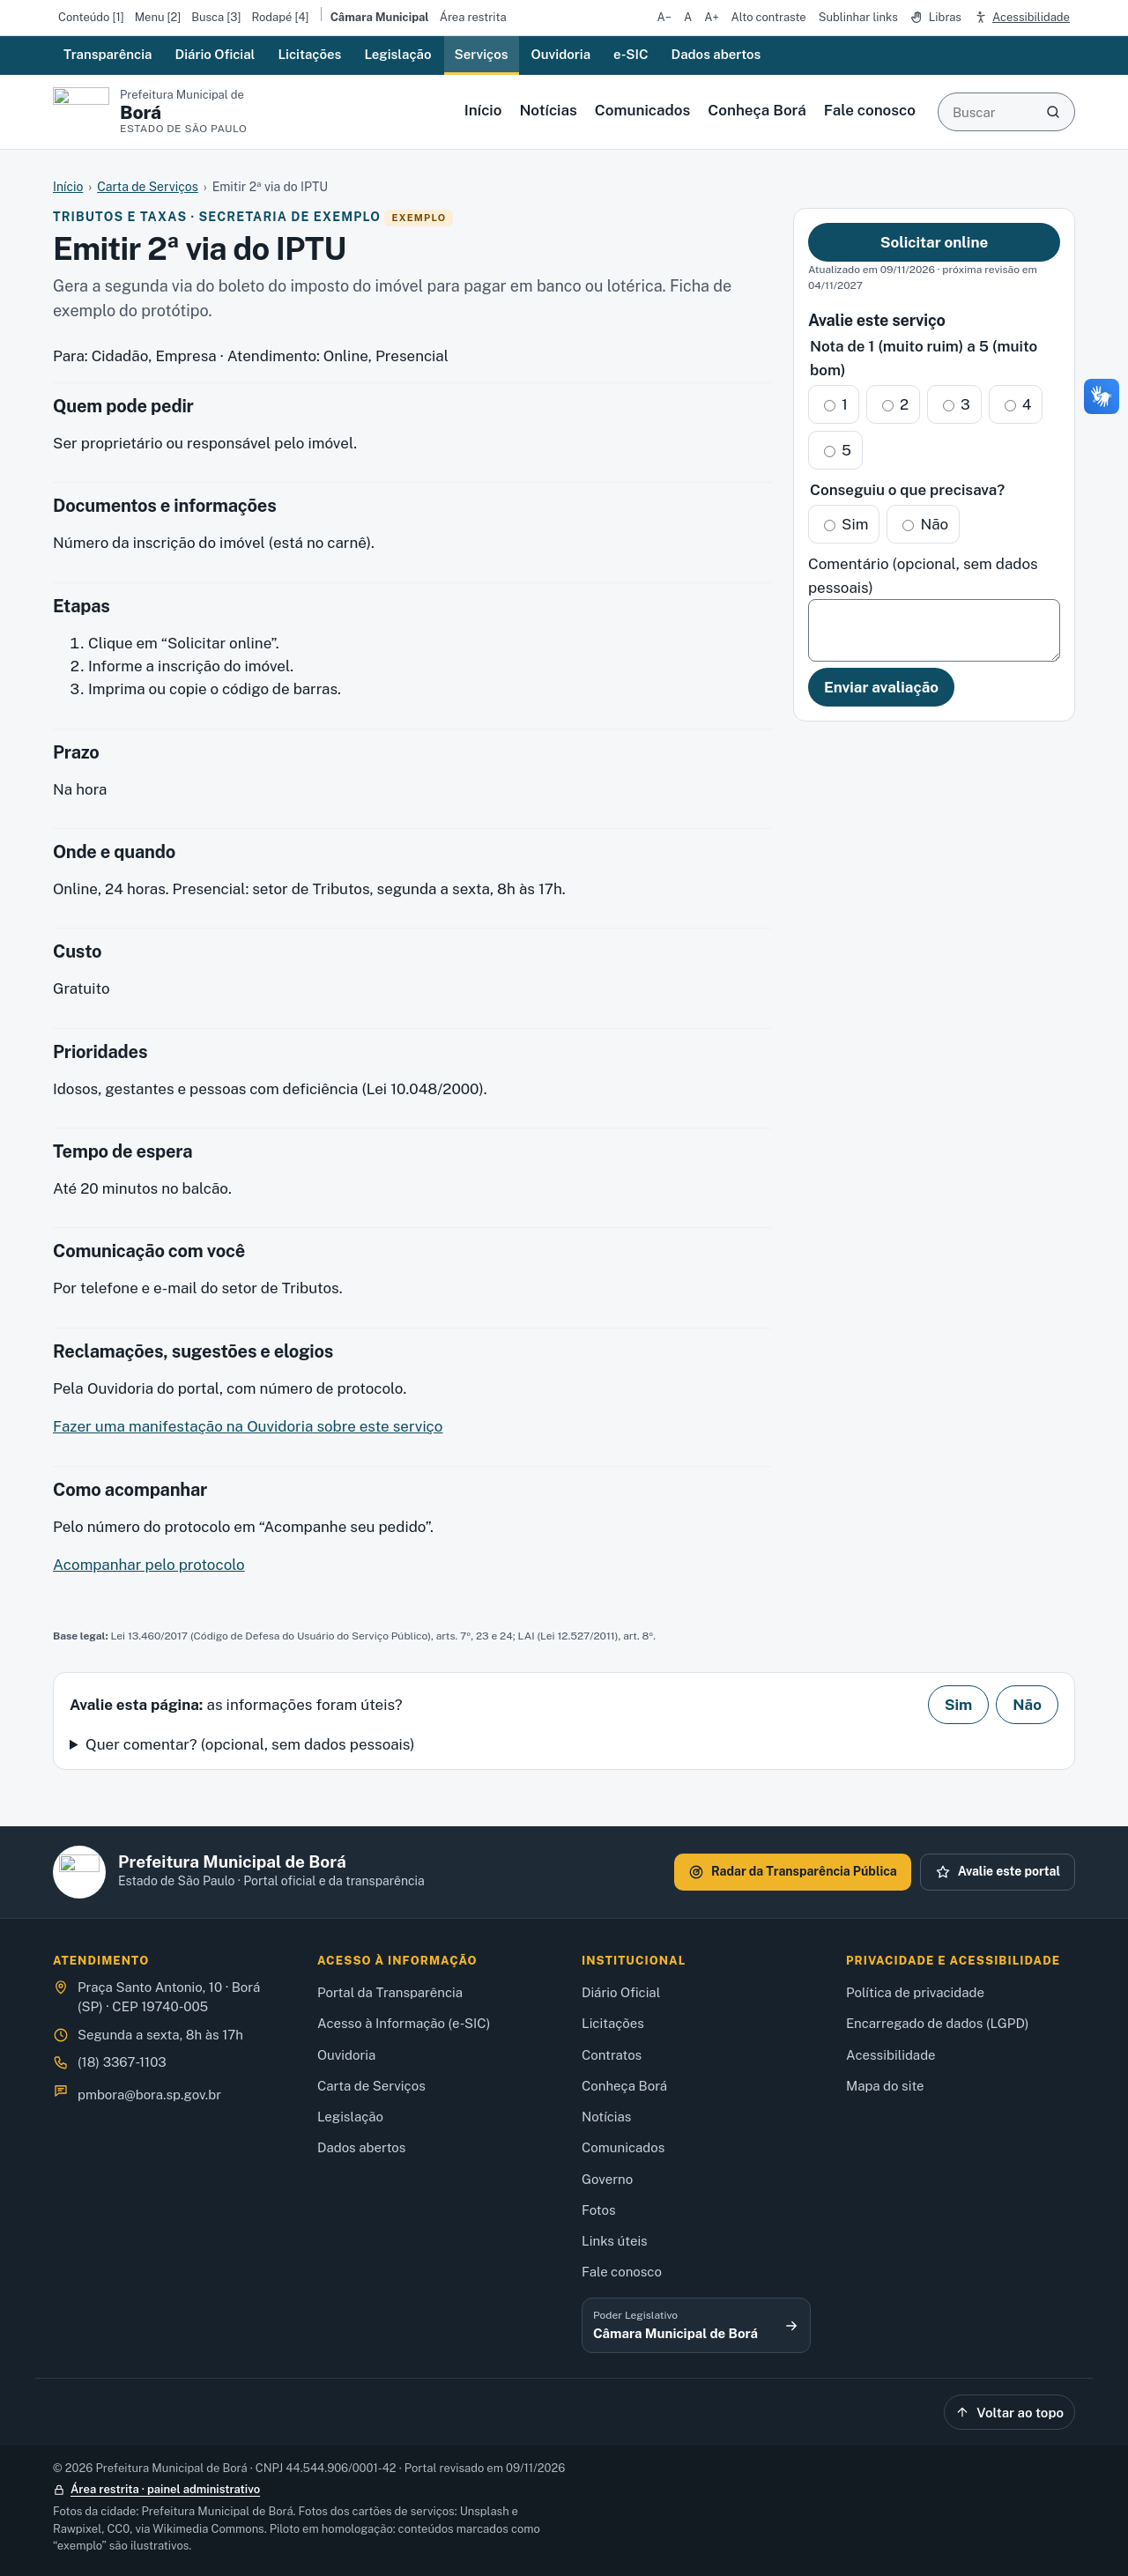 Conteúdo [1] Menu [2] Busca [3] Rodapé [4] Câmara Municipal Área restrita A− A A+ Alto contraste Sublinhar links Libras Acessibilidade
Transparência Diário Oficial Licitações Legislação Serviços Ouvidoria e-SIC Dados abertos
Prefeitura Municipal de
Borá
ESTADO DE SÃO PAULO
Início Notícias Comunicados Conheça Borá Fale conosco Buscar
Início › Carta de Serviços › Emitir 2ª via do IPTU
TRIBUTOS E TAXAS · SECRETARIA DE EXEMPLO EXEMPLO
Emitir 2ª via do IPTU
Gera a segunda via do boleto do imposto do imóvel para pagar em banco ou lotérica. Ficha de
exemplo do protótipo.
Para: Cidadão, Empresa · Atendimento: Online, Presencial
Quem pode pedir
Ser proprietário ou responsável pelo imóvel.
Documentos e informações
Número da inscrição do imóvel (está no carnê).
Etapas
1. Clique em “Solicitar online”.
2. Informe a inscrição do imóvel.
3. Imprima ou copie o código de barras.
Prazo
Na hora
Onde e quando
Online, 24 horas. Presencial: setor de Tributos, segunda a sexta, 8h às 17h.
Custo
Gratuito
Prioridades
Idosos, gestantes e pessoas com deficiência (Lei 10.048/2000).
Tempo de espera
Até 20 minutos no balcão.
Comunicação com você
Por telefone e e-mail do setor de Tributos.
Reclamações, sugestões e elogios
Pela Ouvidoria do portal, com número de protocolo.
Fazer uma manifestação na Ouvidoria sobre este serviço
Como acompanhar
Pelo número do protocolo em “Acompanhe seu pedido”.
Acompanhar pelo protocolo
Base legal: Lei 13.460/2017 (Código de Defesa do Usuário do Serviço Público), arts. 7º, 23 e 24; LAI (Lei 12.527/2011), art. 8º.
Solicitar online
Atualizado em 09/11/2026 · próxima revisão em
04/11/2027
Avalie este serviço
Nota de 1 (muito ruim) a 5 (muito
bom)
1 2 3 4
5
Conseguiu o que precisava?
Sim Não
Comentário (opcional, sem dados
pessoais)
Enviar avaliação
Avalie esta página: as informações foram úteis? Sim Não
Quer comentar? (opcional, sem dados pessoais)
Prefeitura Municipal de Borá
Estado de São Paulo · Portal oficial e da transparência
Radar da Transparência Pública Avalie este portal
ATENDIMENTO
Praça Santo Antonio, 10 · Borá
(SP) · CEP 19740-005
Segunda a sexta, 8h às 17h
(18) 3367-1103
pmbora@bora.sp.gov.br
ACESSO À INFORMAÇÃO
Portal da Transparência
Acesso à Informação (e-SIC)
Ouvidoria
Carta de Serviços
Legislação
Dados abertos
INSTITUCIONAL
Diário Oficial
Licitações
Contratos
Conheça Borá
Notícias
Comunicados
Governo
Fotos
Links úteis
Fale conosco
Poder Legislativo
Câmara Municipal de Borá
PRIVACIDADE E ACESSIBILIDADE
Política de privacidade
Encarregado de dados (LGPD)
Acessibilidade
Mapa do site
Voltar ao topo
© 2026 Prefeitura Municipal de Borá · CNPJ 44.544.906/0001-42 · Portal revisado em 09/11/2026
Área restrita · painel administrativo
Fotos da cidade: Prefeitura Municipal de Borá. Fotos dos cartões de serviços: Unsplash e
Rawpixel, CC0, via Wikimedia Commons. Piloto em homologação: conteúdos marcados como
“exemplo” são ilustrativos.